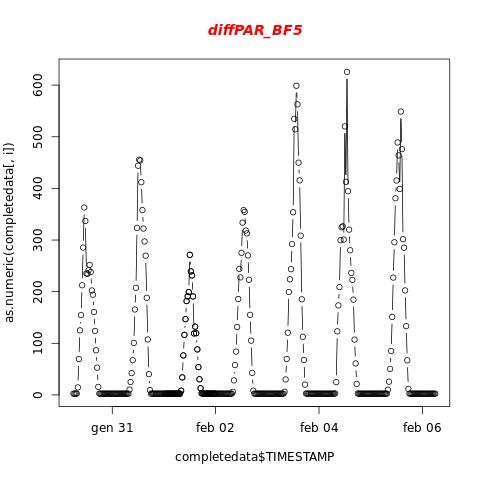 diffPAR_BF5
as.numeric(completedata[, i])
600
500
400
300
200
100
0
gen 31
feb 02
feb 04
feb 06
completedata$TIMESTAMP